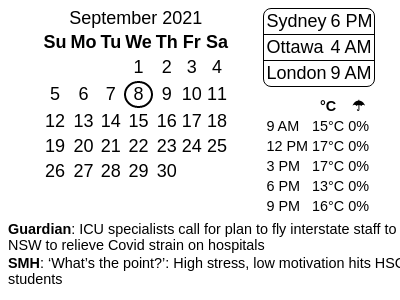 September 2021
Su Mo Tu We Th Fr Sa
1 2 3 4
5 6 7 8 9 10 11
12 13 14 15 16 17 18
19 20 21 22 23 24 25
26 27 28 29 30
Sydney 6 PM
Ottawa 4 AM
London 9 AM
°C ☂
9 AM 15°C 0%
12 PM 17°C 0%
3 PM 17°C 0%
6 PM 13°C 0%
9 PM 16°C 0%
Guardian: ICU specialists call for plan to fly interstate staff to
NSW to relieve Covid strain on hospitals
SMH: ‘What’s the point?’: High stress, low motivation hits HSC
students